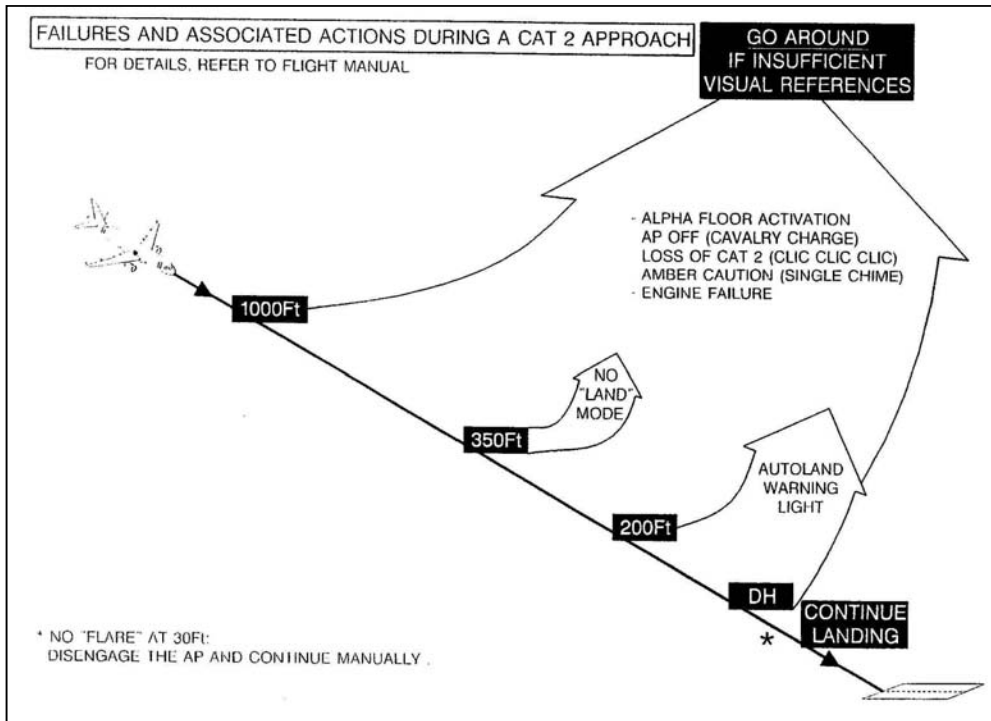 FAILURES AND ASSOCIATED ACTIONS DURING A CAT 2 APPROACH
FOR DETAILS, REFER TO FLIGHT MANUAL
GO AROUND
IF INSUFFICIENT
VISUAL REFERENCES
- ALPHA FLOOR ACTIVATION
AP OFF (CAVALRY CHARGE)
LOSS OF CAT 2 (CLIC CLIC CLIC)
AMBER CAUTION (SINGLE CHIME)
- ENGINE FAILURE
1000Ft
NO
"LAND"
MODE
350Ft
AUTOLAND
WARNING
LIGHT
200Ft
DH
CONTINUE
LANDING
*
* NO "FLARE" AT 30Ft:
DISENGAGE THE AP AND CONTINUE MANUALLY.